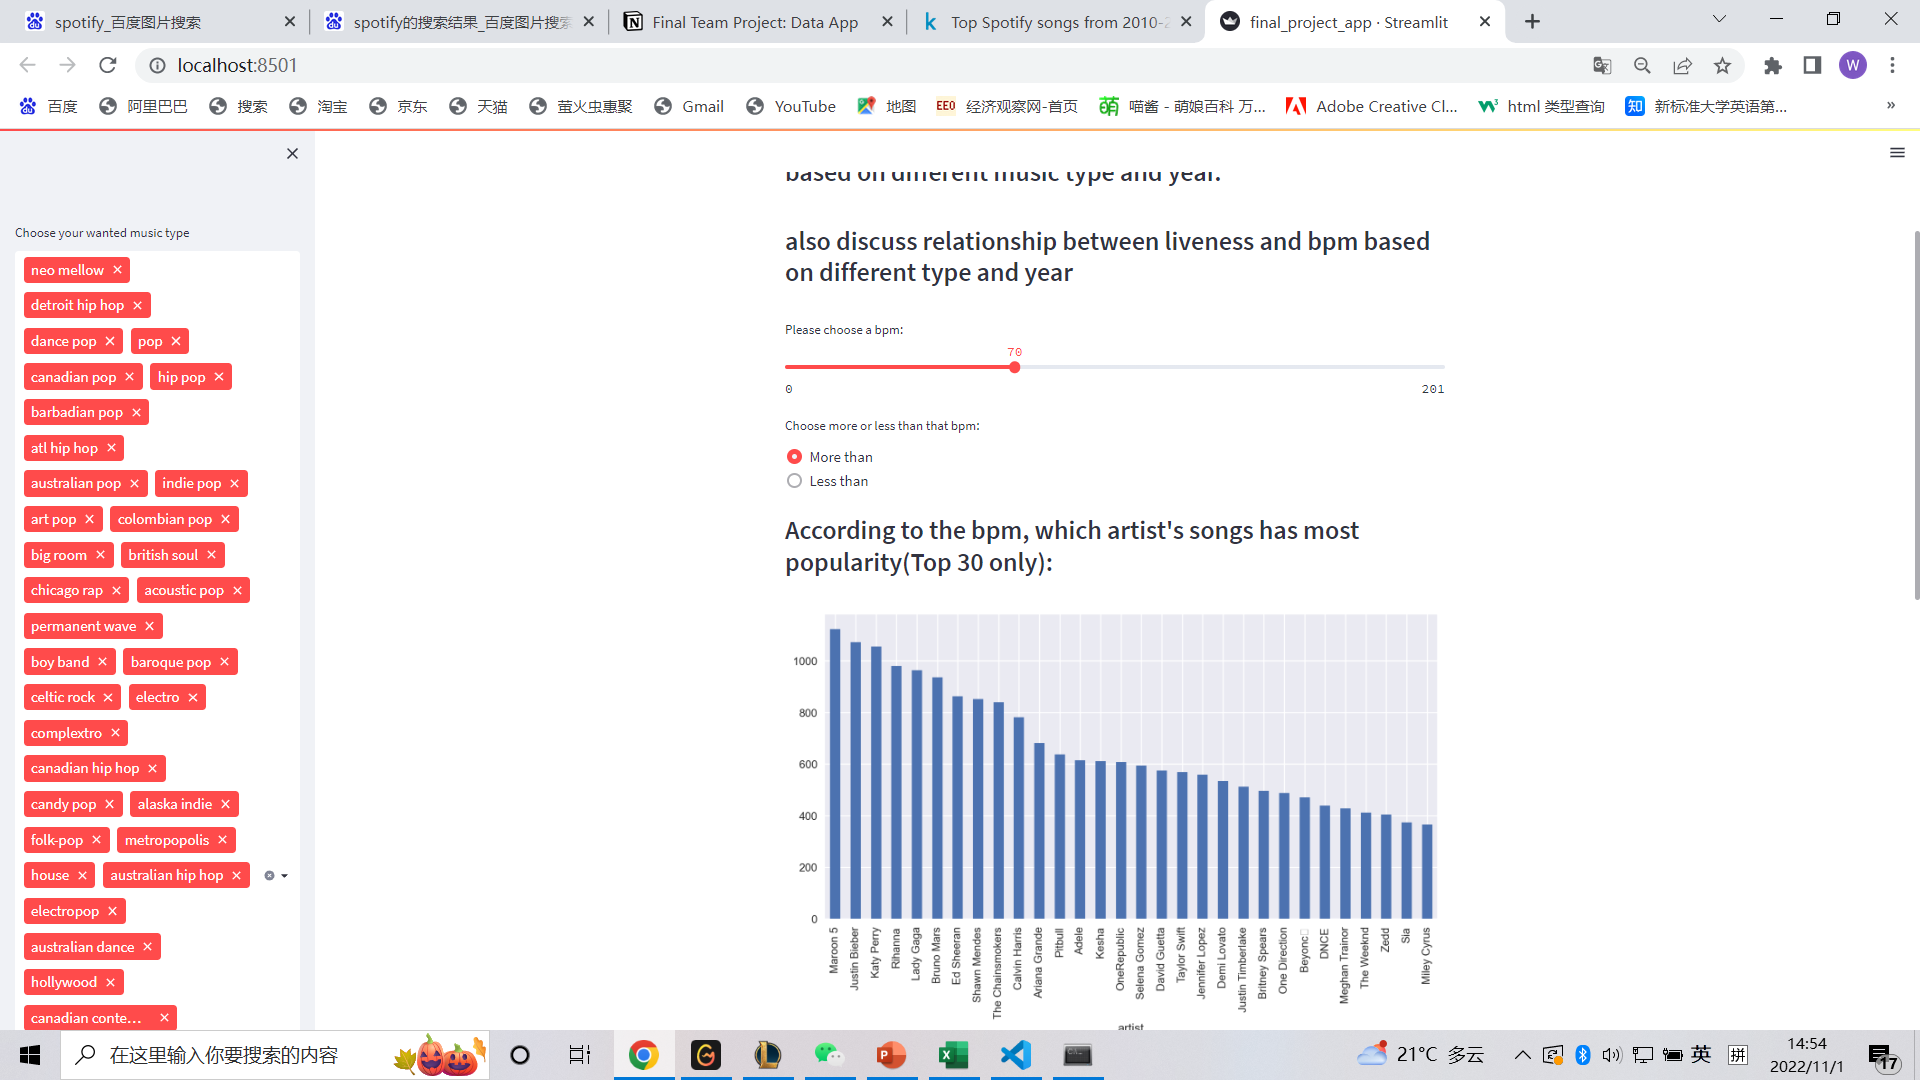 spotify_百度图片搜索
spotify的搜索结果_百度图片搜索
Final Team Project: Data App
Top Spotify songs from 2010-2
final_project_app · Streamlit
localhost:8501
W
百度
阿里巴巴
搜索
淘宝
京东
天猫
萤火虫惠聚
Gmail
YouTube
地图
EEO 经济观察网-首页
萌 喵酱 - 萌娘百科 万...
Adobe Creative Cl...
html 类型查询
知 新标准大学英语第...
»
Choose your wanted music type
neo mellow
detroit hip hop
dance pop pop
canadian pop hip pop
barbadian pop
atl hip hop
australian pop indie pop
art pop colombian pop
big room british soul
chicago rap acoustic pop
permanent wave
boy band baroque pop
celtic rock electro
complextro
canadian hip hop
candy pop alaska indie
folk-pop metropopolis
house australian hip hop
electropop
australian dance
hollywood
canadian conte...
based on different music type and year.
also discuss relationship between liveness and bpm based
on different type and year
Please choose a bpm:
70
0 201
Choose more or less than that bpm:
More than
Less than
According to the bpm, which artist's songs has most
popularity(Top 30 only):
1000
800
600
400
200
0
Maroon 5
Justin Bieber
Katy Perry
Rihanna
Lady Gaga
Bruno Mars
Ed Sheeran
Shawn Mendes
The Chainsmokers
Calvin Harris
Ariana Grande
Pitbull
Adele
Kesha
OneRepublic
Selena Gomez
David Guetta
Taylor Swift
Jennifer Lopez
Demi Lovato
Justin Timberlake
Britney Spears
One Direction
Beyonc□
DNCE
Meghan Trainor
The Weeknd
Zedd
Sia
Miley Cyrus
artist
在这里输入你要搜索的内容
21°C 多云
英
拼
14:54
2022/11/1
17